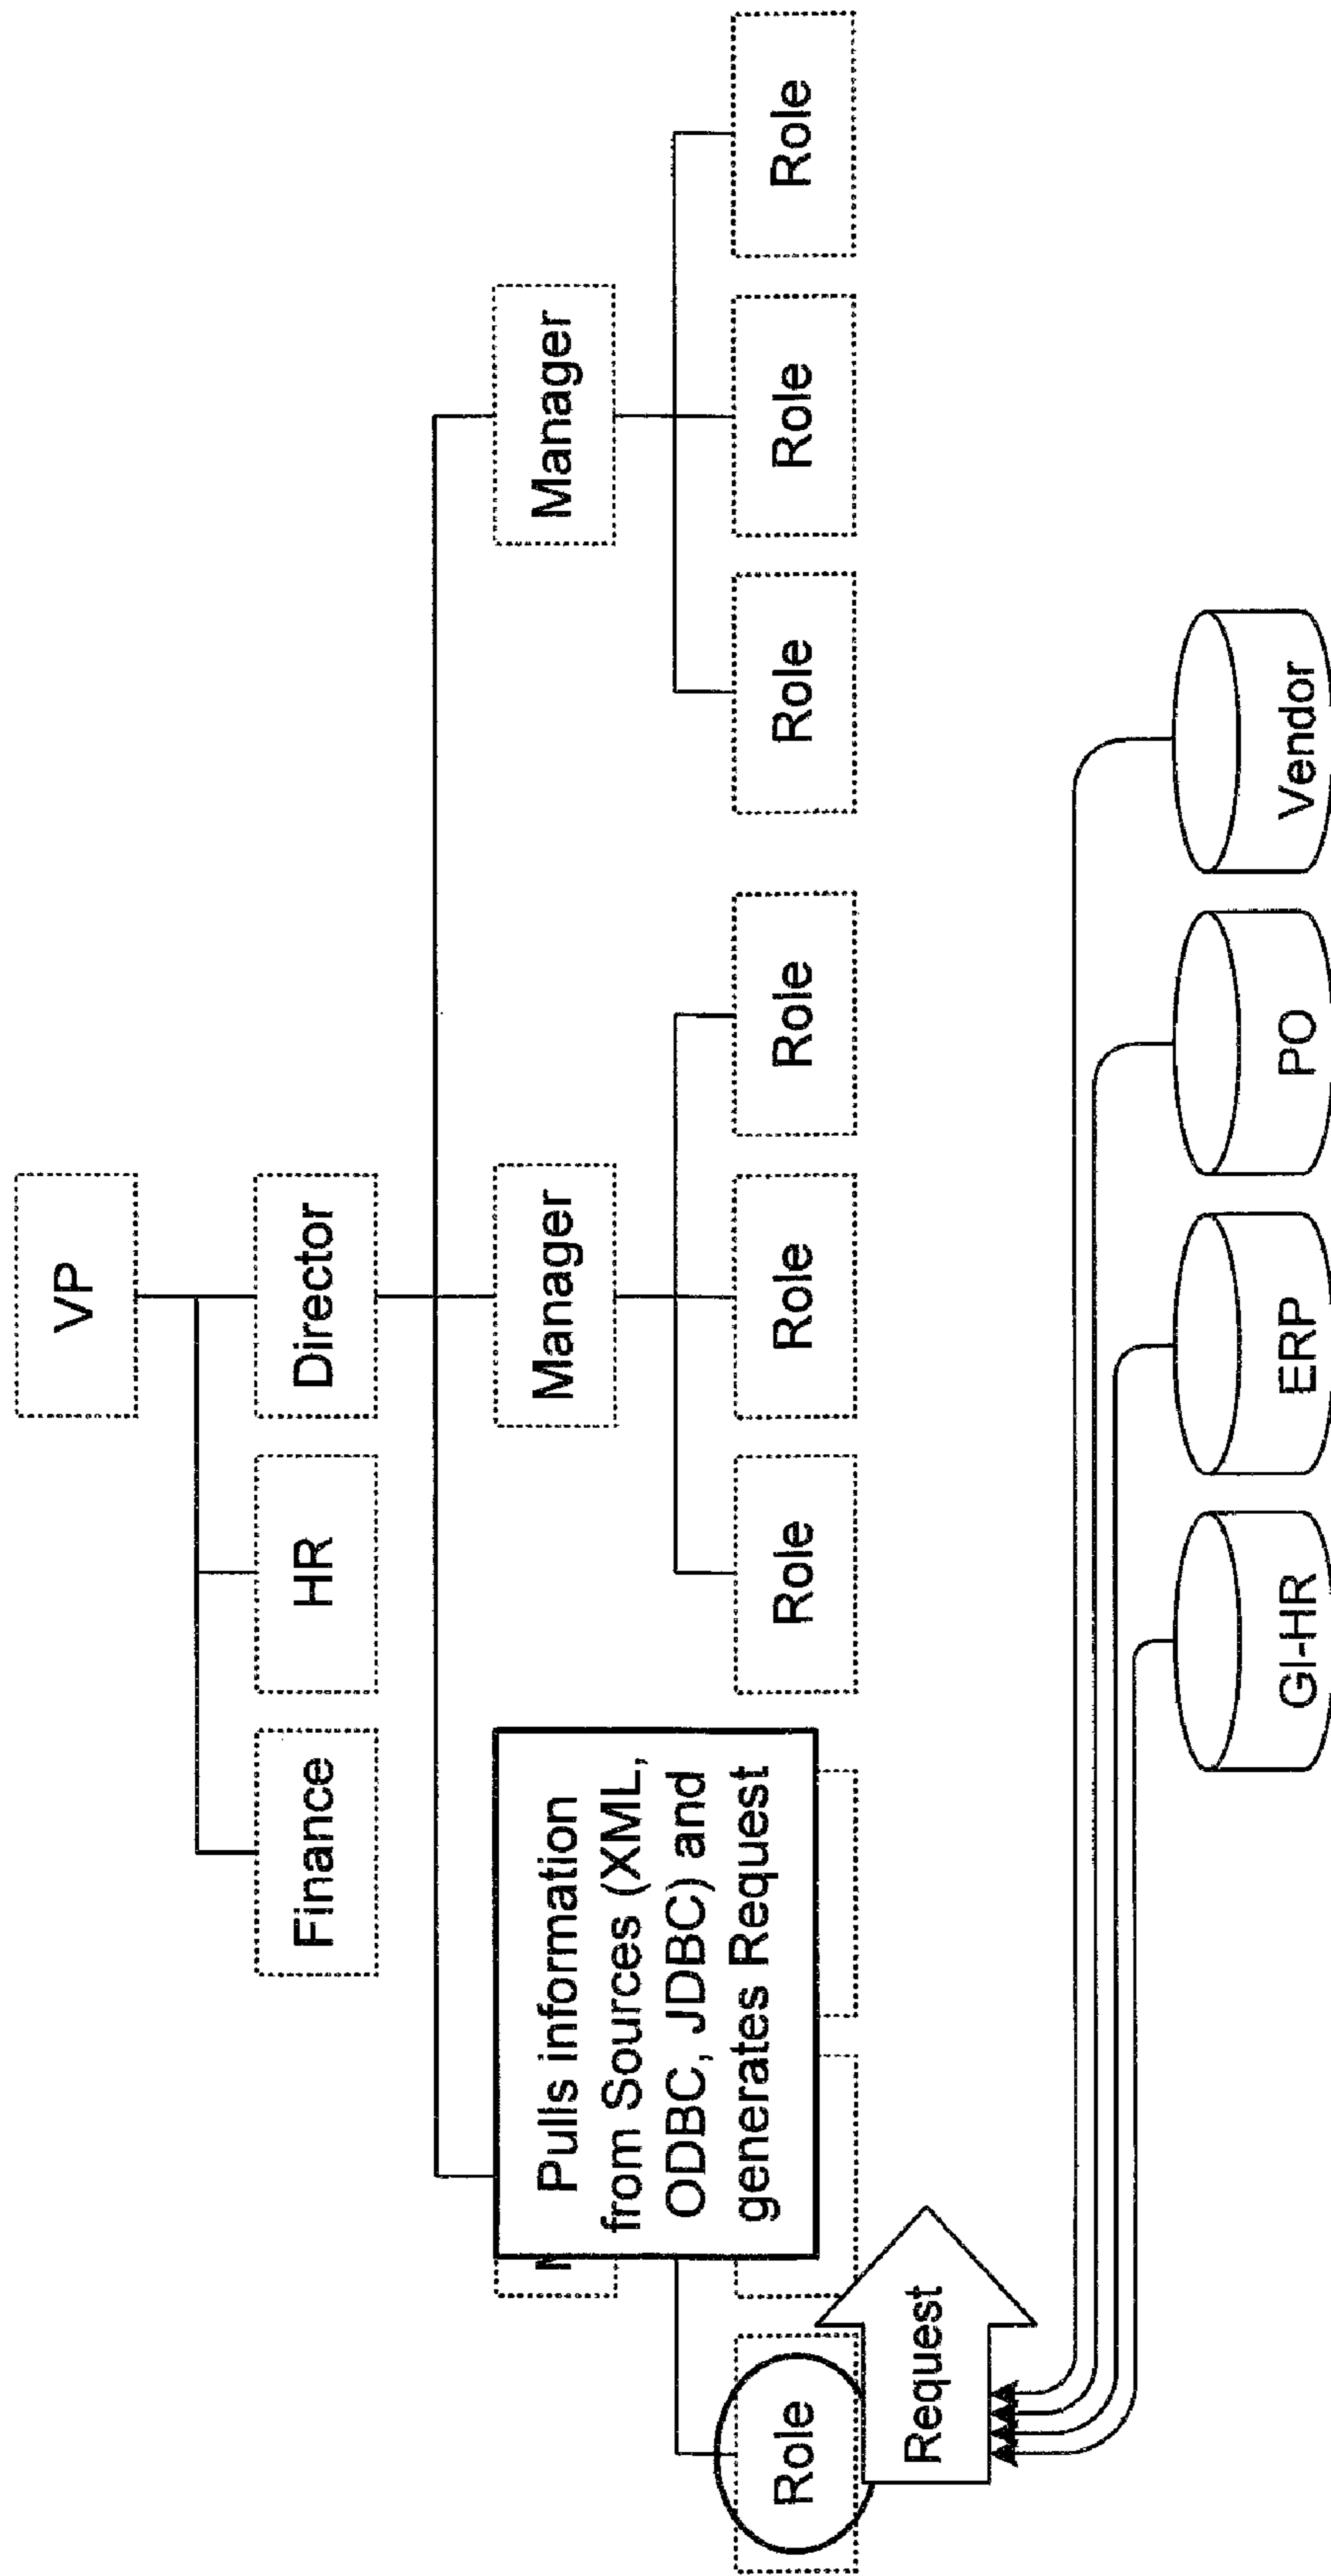 VP
Finance
HR
Director
Pulls information
from Sources (XML,
ODBC, JDBC) and
generates Request
Manager
Manager
Role
Role
Role
Role
Role
Role
Role
Request
GI-HR
ERP
PO
Vendor